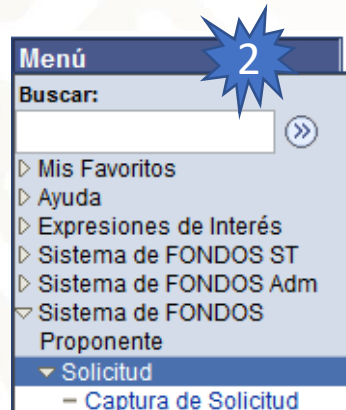 Menú
2
Buscar:
Mis Favoritos
Ayuda
Expresiones de Interés
Sistema de FONDOS ST
Sistema de FONDOS Adm
Sistema de FONDOS
Proponente
Solicitud
– Captura de Solicitud